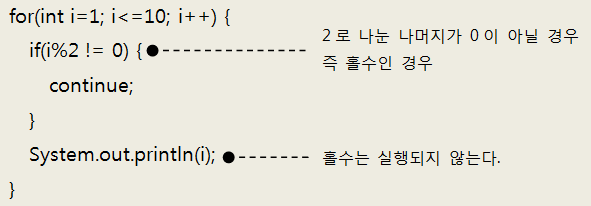 for(int i=1; i<=10; i++) {
if(i%2 != 0) { 2로 나눈 나머지가 0이 아닐 경우
즉 홀수인 경우
continue;
}
System.out.println(i); 홀수는 실행되지 않는다.
}